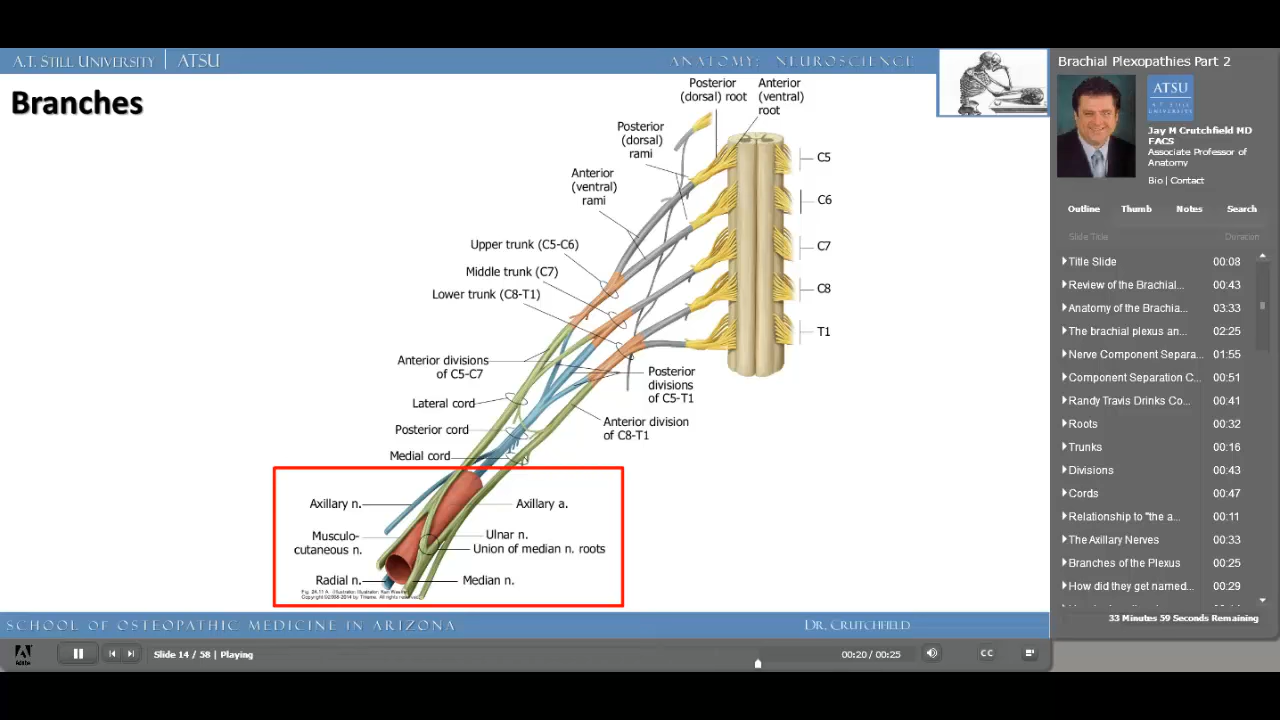 A.T. STILL UNIVERSITY | ATSU
ANATOMY: NEUROSCIENCE
Branches
Posterior
(dorsal) root
Anterior
(ventral)
root
Posterior
(dorsal)
rami
Anterior
(ventral)
rami
C5
C6
C7
C8
T1
Upper trunk (C5-C6)
Middle trunk (C7)
Lower trunk (C8-T1)
Anterior divisions
of C5-C7
Posterior
divisions
of C5-T1
Lateral cord
Anterior division
of C8-T1
Posterior cord
Medial cord
Axillary n.
Axillary a.
Musculo-
cutaneous n.
Ulnar n.
Union of median n. roots
Radial n.
Median n.
SCHOOL OF OSTEOPATHIC MEDICINE IN ARIZONA
DR. CRUTCHFIELD
Adobe
Slide 14 / 58 | Playing
00:20 / 00:25
CC
Brachial Plexopathies Part 2
ATSU
A.T. STILL
UNIVERSITY
Jay M Crutchfield MD
FACS
Associate Professor of
Anatomy
Bio | Contact
Outline Thumb Notes Search
Slide Title Duration
Title Slide 00:08
Review of the Brachial... 00:43
Anatomy of the Brachia... 03:33
The brachial plexus an... 02:25
Nerve Component Separa... 01:55
Component Separation C... 00:51
Randy Travis Drinks Co... 00:41
Roots 00:32
Trunks 00:16
Divisions 00:43
Cords 00:47
Relationship to "the a... 00:11
The Axillary Nerves 00:33
Branches of the Plexus 00:25
How did they get named... 00:29
33 Minutes 59 Seconds Remaining